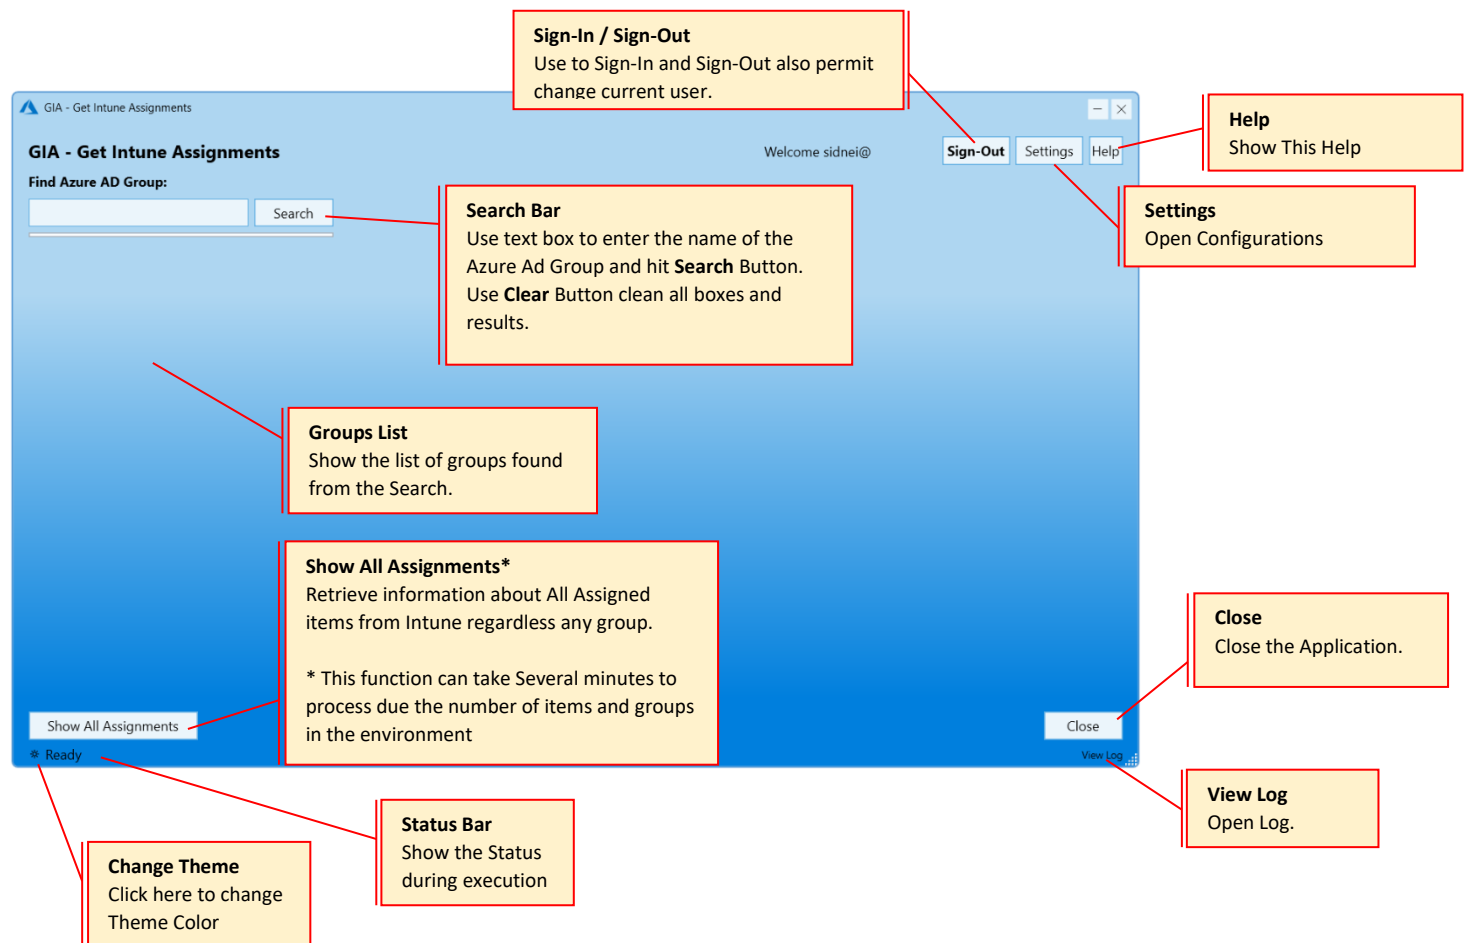 Sign-In / Sign-Out
Use to Sign-In and Sign-Out also permit
change current user.
GIA - Get Intune Assignments
GIA - Get Intune Assignments
Welcome sidnei@
Sign-Out
Settings
Help
Help
Show This Help
Find Azure AD Group:
Search
Search Bar
Use text box to enter the name of the
Azure Ad Group and hit Search Button.
Use Clear Button clean all boxes and
results.
Settings
Open Configurations
Groups List
Show the list of groups found
from the Search.
Show All Assignments*
Retrieve information about All Assigned
items from Intune regardless any group.
* This function can take Several minutes to
process due the number of items and groups
in the environment
Close
Close the Application.
Show All Assignments
Close
Ready
View Log
View Log
Open Log.
Status Bar
Show the Status
during execution
Change Theme
Click here to change
Theme Color